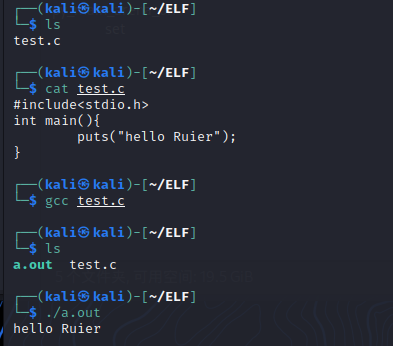 ┌──(kali㉿kali)-[~/ELF]
└─$ ls
test.c
┌──(kali㉿kali)-[~/ELF]
└─$ cat test.c
#include<stdio.h>
int main(){
        puts("hello Ruier");
}
┌──(kali㉿kali)-[~/ELF]
└─$ gcc test.c
┌──(kali㉿kali)-[~/ELF]
└─$ ls
a.out  test.c
┌──(kali㉿kali)-[~/ELF]
└─$ ./a.out
hello Ruier